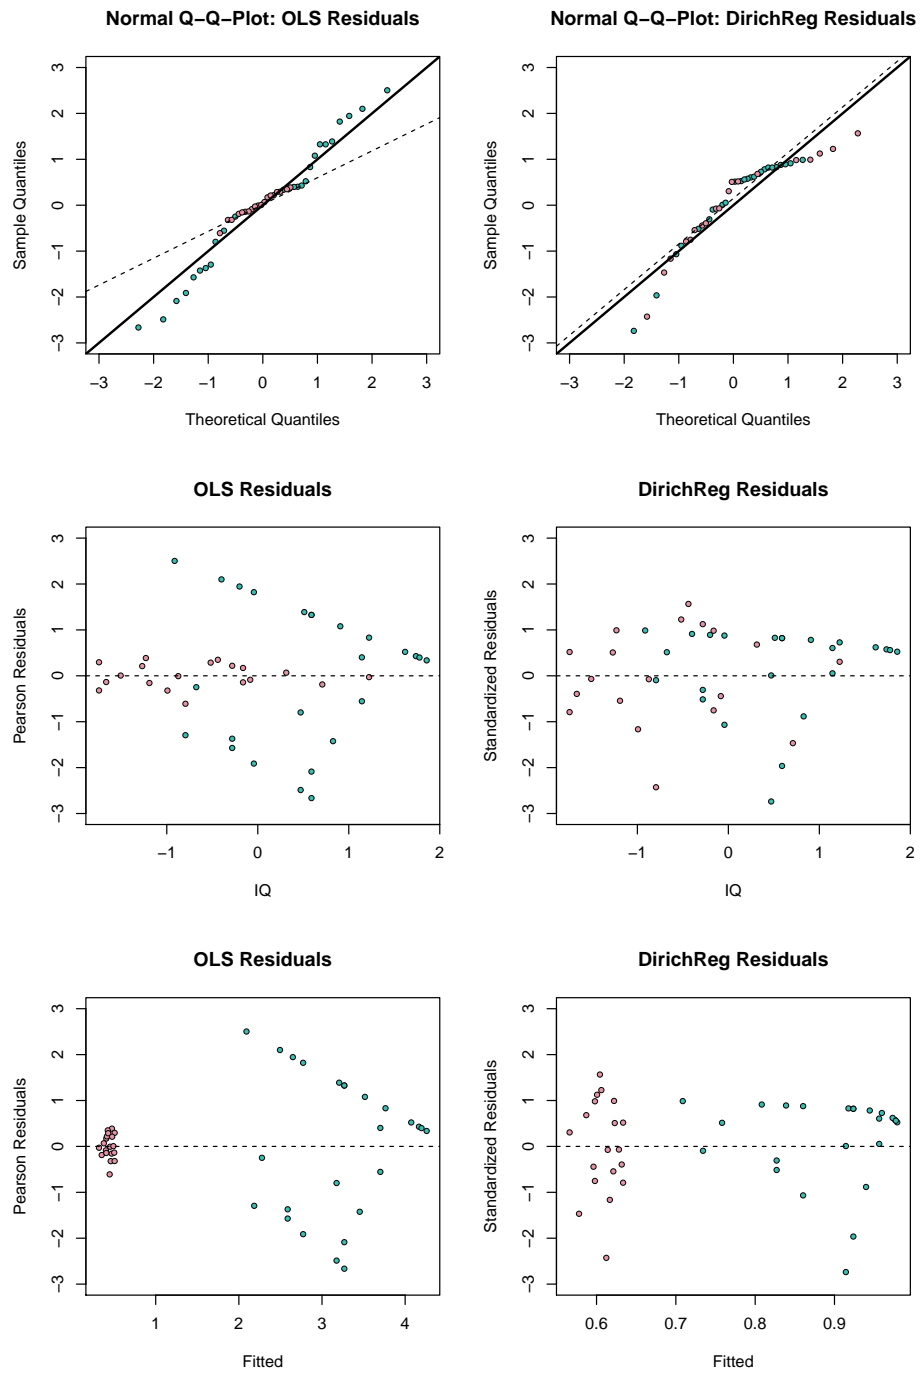 Normal Q−Q−Plot: OLS Residuals
3
2
1
0
−1
−2
−3
Sample Quantiles
−3 −2 −1 0 1 2 3
Theoretical Quantiles
Normal Q−Q−Plot: DirichReg Residuals
3
2
1
0
−1
−2
−3
Sample Quantiles
−3 −2 −1 0 1 2 3
Theoretical Quantiles
OLS Residuals
3
2
1
0
−1
−2
−3
Pearson Residuals
−1 0 1 2
IQ
DirichReg Residuals
3
2
1
0
−1
−2
−3
Standardized Residuals
−1 0 1 2
IQ
OLS Residuals
3
2
1
0
−1
−2
−3
Pearson Residuals
1 2 3 4
Fitted
DirichReg Residuals
3
2
1
0
−1
−2
−3
Standardized Residuals
0.6 0.7 0.8 0.9
Fitted